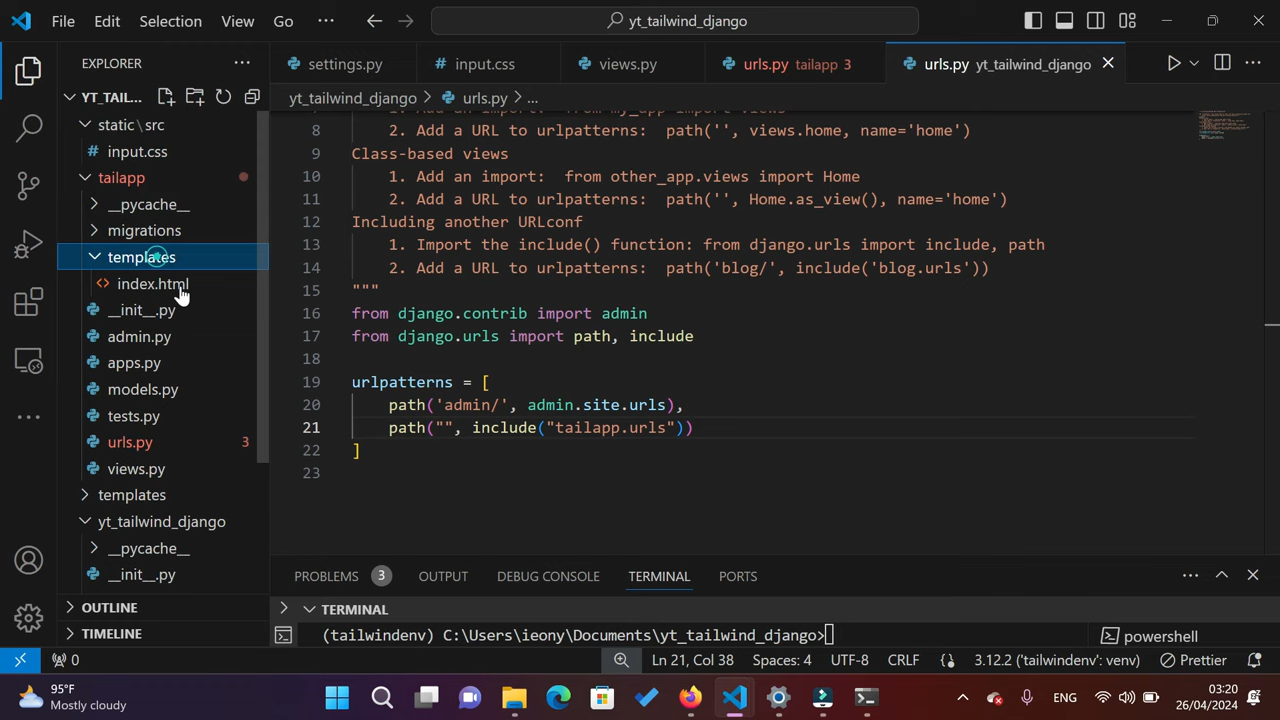 File Edit Selection View Go ··· yt_tailwind_django
EXPLORER ···
settings.py input.css views.py urls.py tailapp 3 urls.py yt_tailwind_django
YT_TAIL...
yt_tailwind_django urls.py ...
static\src
input.css
tailapp
__pycache__
migrations
templates
index.html
__init__.py
admin.py
apps.py
models.py
tests.py
urls.py 3
views.py
templates
yt_tailwind_django
__pycache__
__init__.py
OUTLINE
TIMELINE
8 2. Add a URL to urlpatterns: path('', views.home, name='home')
9 Class-based views
10 1. Add an import: from other_app.views import Home
11 2. Add a URL to urlpatterns: path('', Home.as_view(), name='home')
12 Including another URLconf
13 1. Import the include() function: from django.urls import include, path
14 2. Add a URL to urlpatterns: path('blog/', include('blog.urls'))
15 """
16 from django.contrib import admin
17 from django.urls import path, include
18
19 urlpatterns = [
20 path('admin/', admin.site.urls),
21 path("", include("tailapp.urls"))
22 ]
23
PROBLEMS 3 OUTPUT DEBUG CONSOLE TERMINAL PORTS ···
TERMINAL
(tailwindenv) C:\Users\ieony\Documents\yt_tailwind_django> powershell
0 Ln 21, Col 38 Spaces: 4 UTF-8 CRLF Python 3.12.2 ('tailwindenv': venv) Prettier
95°F
Mostly cloudy
ENG
03:20
26/04/2024